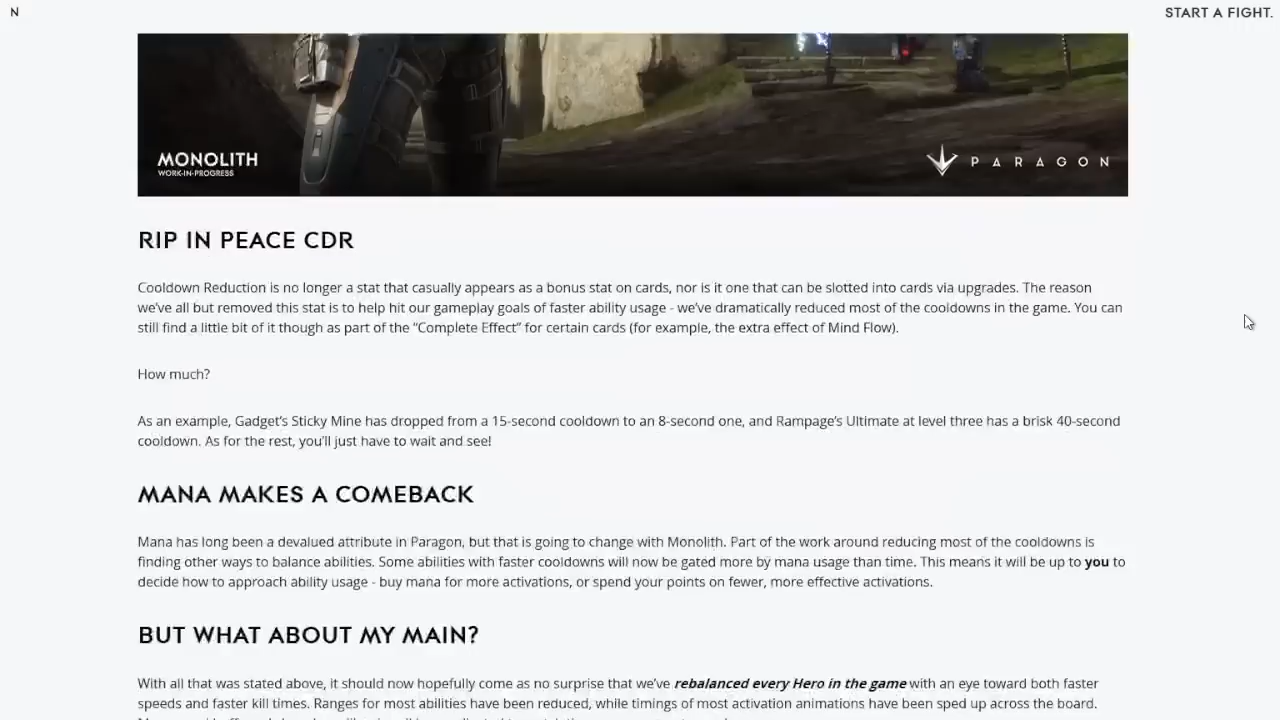 N
START A FIGHT.
MONOLITH
WORK-IN-PROGRESS
PARAGON
RIP IN PEACE CDR
Cooldown Reduction is no longer a stat that casually appears as a bonus stat on cards, nor is it one that can be slotted into cards via upgrades. The reason
we've all but removed this stat is to help hit our gameplay goals of faster ability usage - we've dramatically reduced most of the cooldowns in the game. You can
still find a little bit of it though as part of the “Complete Effect” for certain cards (for example, the extra effect of Mind Flow).
How much?
As an example, Gadget's Sticky Mine has dropped from a 15-second cooldown to an 8-second one, and Rampage's Ultimate at level three has a brisk 40-second
cooldown. As for the rest, you'll just have to wait and see!
MANA MAKES A COMEBACK
Mana has long been a devalued attribute in Paragon, but that is going to change with Monolith. Part of the work around reducing most of the cooldowns is
finding other ways to balance abilities. Some abilities with faster cooldowns will now be gated more by mana usage than time. This means it will be up to you to
decide how to approach ability usage - buy mana for more activations, or spend your points on fewer, more effective activations.
BUT WHAT ABOUT MY MAIN?
With all that was stated above, it should now hopefully come as no surprise that we've rebalanced every Hero in the game with an eye toward both faster
speeds and faster kill times. Ranges for most abilities have been reduced, while timings of most activation animations have been sped up across the board.